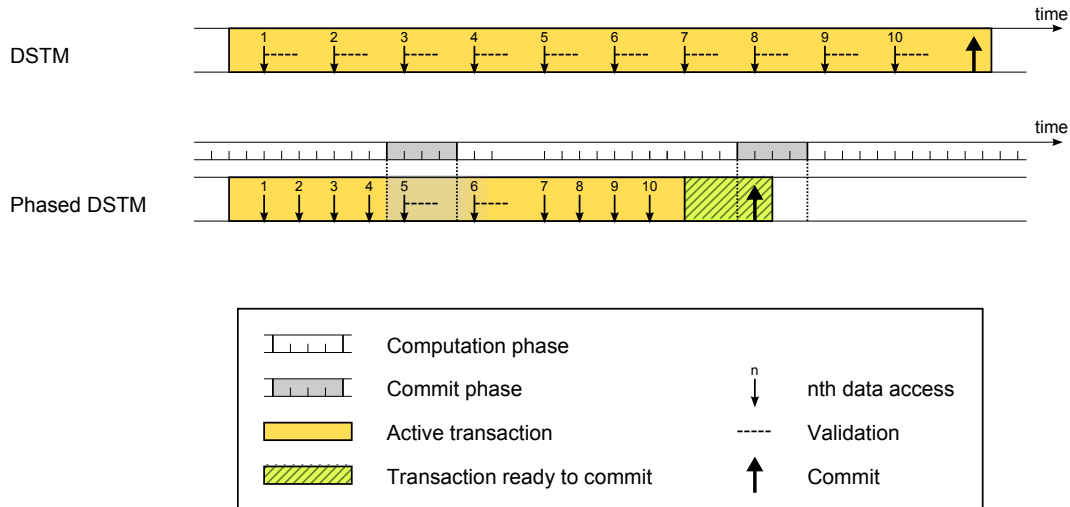 time
DSTM
1 2 3 4 5 6 7 8 9 10
time
Phased DSTM
1 2 3 4 5 6 7 8 9 10
Computation phase
Commit phase
n
nth data access
Active transaction
Validation
Transaction ready to commit
Commit